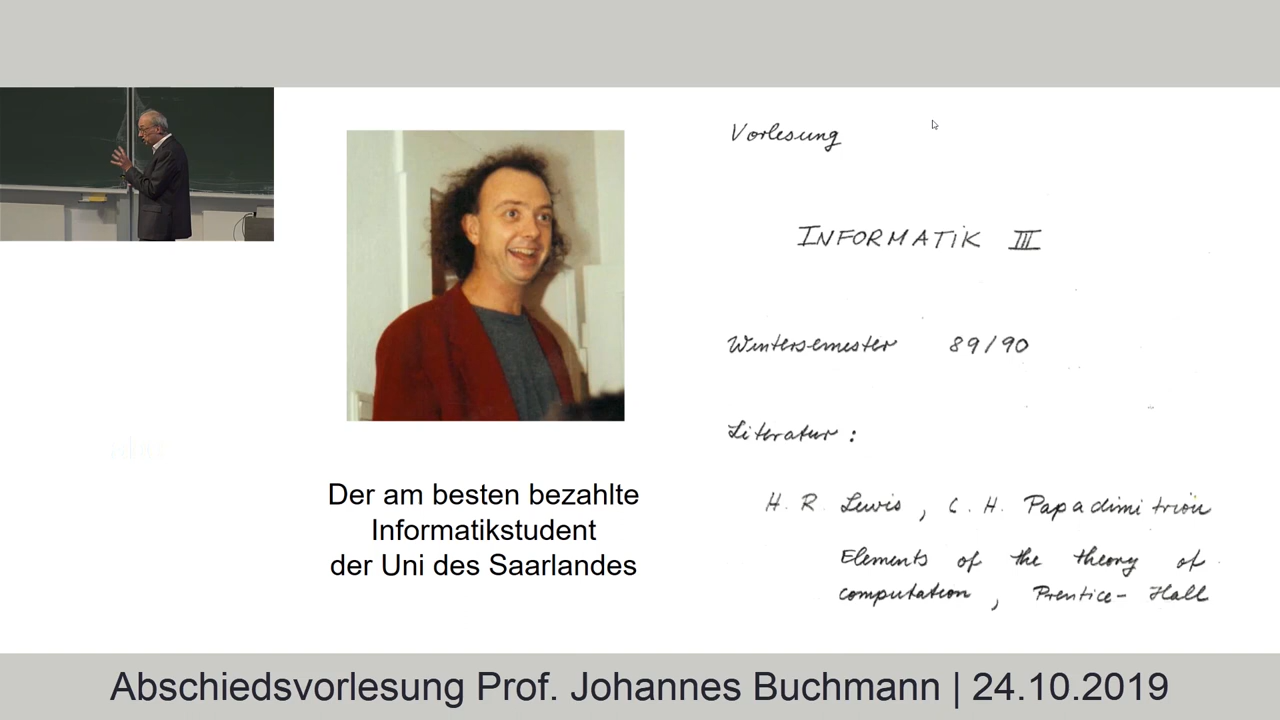 Vorlesung
INFORMATIK III
Wintersemester 89/90
Literatur :
H. R. Lewis, C. H. Papadimitriou
Elements of the theory of
computation, Prentice-Hall
Der am besten bezahlte
Informatikstudent
der Uni des Saarlandes
Abschiedsvorlesung Prof. Johannes Buchmann | 24.10.2019